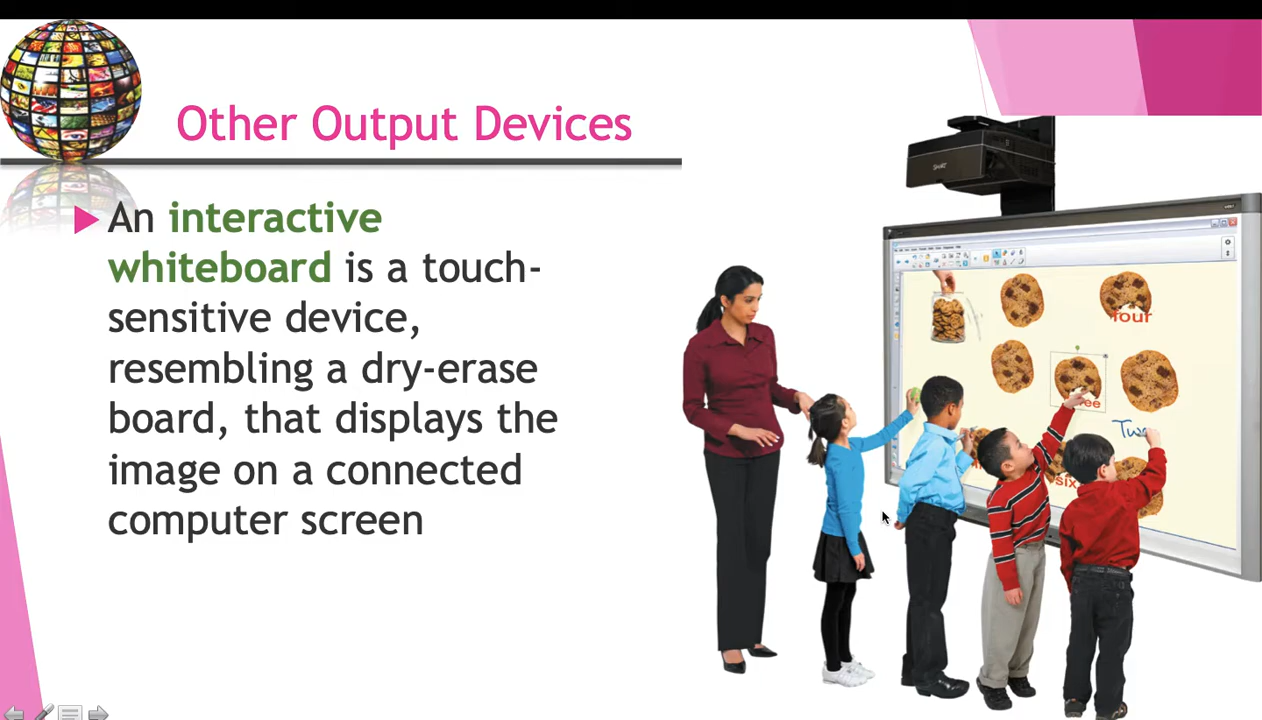 Other Output Devices
An interactive
whiteboard is a touch-
sensitive device,
resembling a dry-erase
board, that displays the
image on a connected
computer screen
four
Tw
six